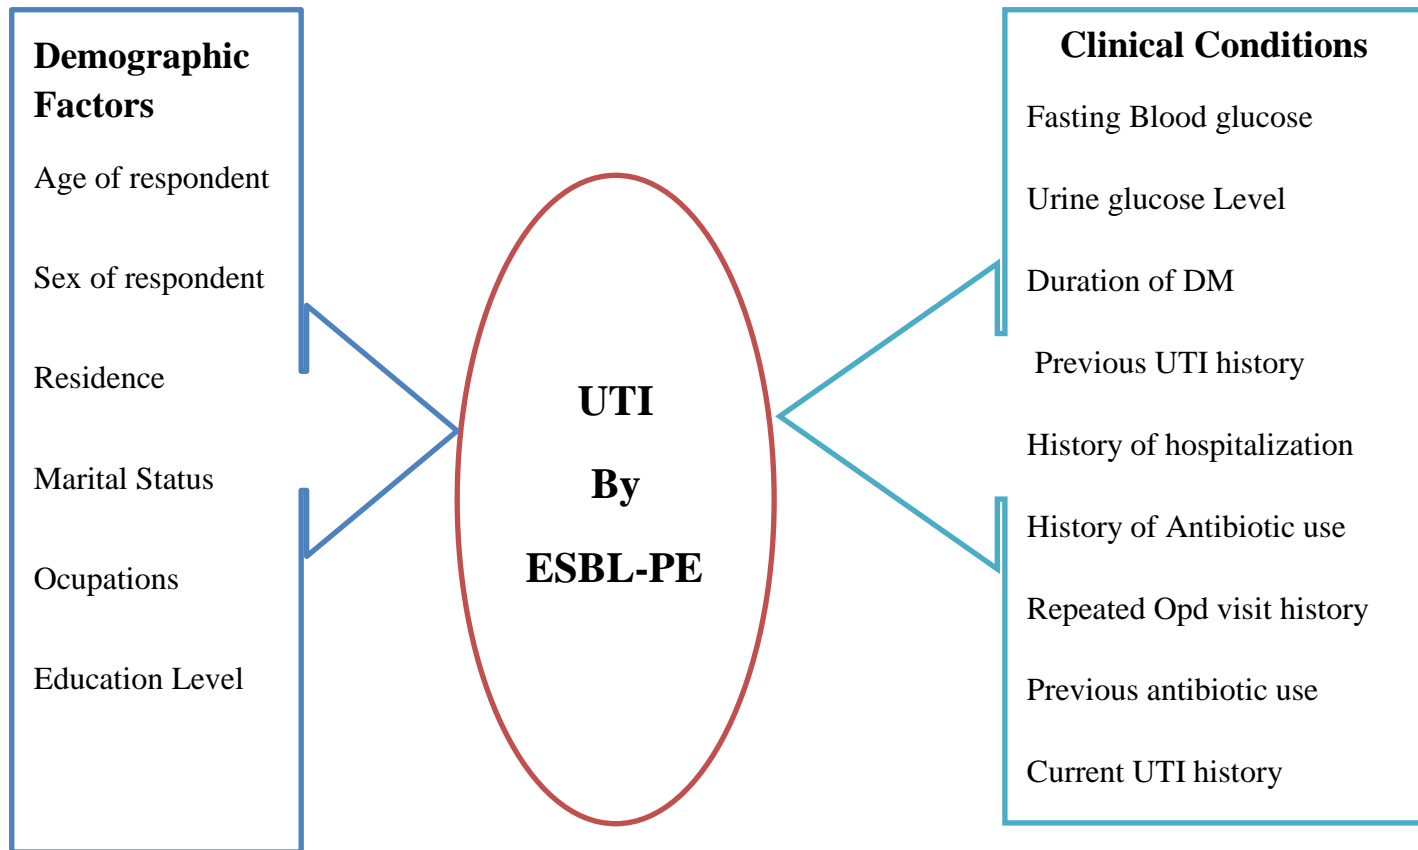 Demographic
Factors
Age of respondent
Sex of respondent
Residence
Marital Status
Ocupations
Education Level
UTI
By
ESBL-PE
Clinical Conditions
Fasting Blood glucose
Urine glucose Level
Duration of DM
Previous UTI history
History of hospitalization
History of Antibiotic use
Repeated Opd visit history
Previous antibiotic use
Current UTI history